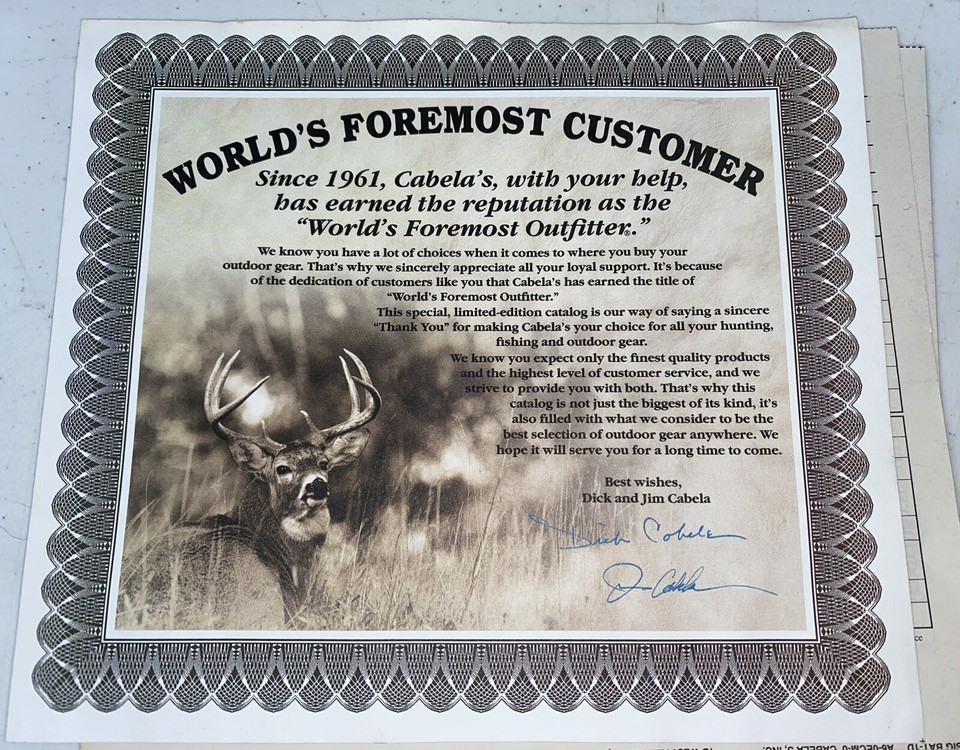 WORLD'S FOREMOST CUSTOMER
Since 1961, Cabela's, with your help,
has earned the reputation as the
"World's Foremost Outfitter®."
We know you have a lot of choices when it comes to where you buy your
outdoor gear. That's why we sincerely appreciate all your loyal support. It's because
of the dedication of customers like you that Cabela's has earned the title of
"World's Foremost Outfitter."
This special, limited-edition catalog is our way of saying a sincere
"Thank You" for making Cabela's your choice for all your hunting,
fishing and outdoor gear.
We know you expect only the finest quality products
and the highest level of customer service, and we
strive to provide you with both. That's why this
catalog is not just the biggest of its kind, it's
also filled with what we consider to be the
best selection of outdoor gear anywhere. We
hope it will serve you for a long time to come.
Best wishes,
Dick and Jim Cabela
Dick Cabela
Jim Cabela